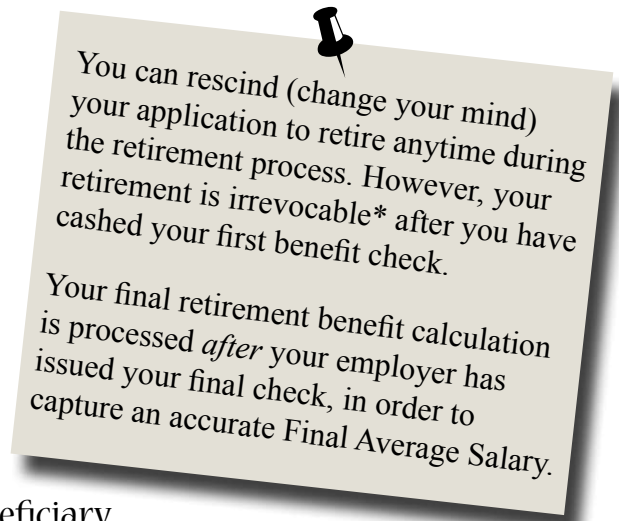 You can rescind (change your mind)
your application to retire anytime during
the retirement process. However, your
retirement is irrevocable* after you have
cashed your first benefit check.
Your final retirement benefit calculation
is processed after your employer has
issued your final check, in order to
capture an accurate Final Average Salary.